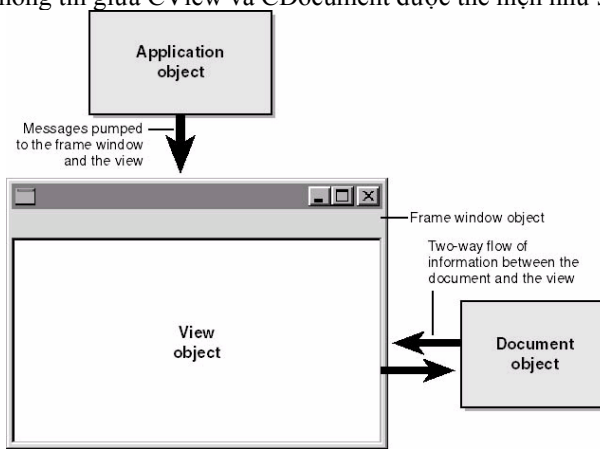 giữa CView và CDocument được thể hiện như
Application
object
Messages pumped
to the frame window
and the view
Frame window object
Two-way flow of
information between the
document and the view
View
object
Document
object